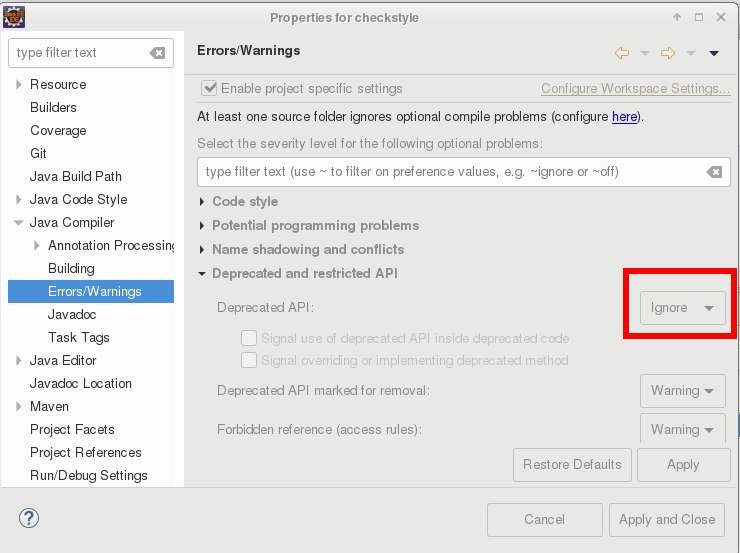 Properties for checkstyle
type filter text
Resource
Builders
Coverage
Git
Java Build Path
Java Code Style
Java Compiler
Annotation Processing
Building
Errors/Warnings
Javadoc
Task Tags
Java Editor
Javadoc Location
Maven
Project Facets
Project References
Run/Debug Settings
Errors/Warnings
Enable project specific settings
Configure Workspace Settings...
At least one source folder ignores optional compile problems (configure here).
Select the severity level for the following optional problems:
type filter text (use ~ to filter on preference values, e.g. ~ignore or ~off)
Code style
Potential programming problems
Name shadowing and conflicts
Deprecated and restricted API
Deprecated API: Ignore
Signal use of deprecated API inside deprecated code
Signal overriding or implementing deprecated method
Deprecated API marked for removal: Warning
Forbidden reference (access rules): Warning
Restore Defaults Apply
? Cancel Apply and Close